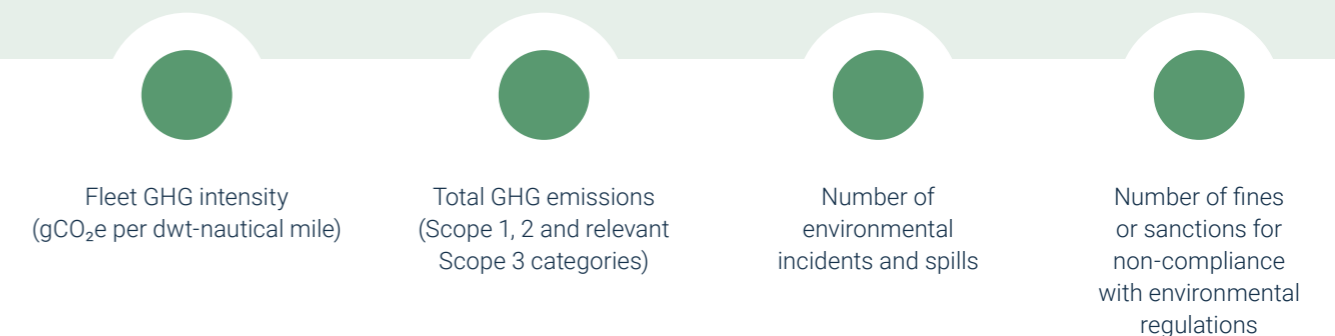 Fleet GHG intensity
(gCO₂e per dwt-nautical mile)
Total GHG emissions
(Scope 1, 2 and relevant
Scope 3 categories)
Number of
environmental
incidents and spills
Number of fines
or sanctions for
non-compliance
with environmental
regulations